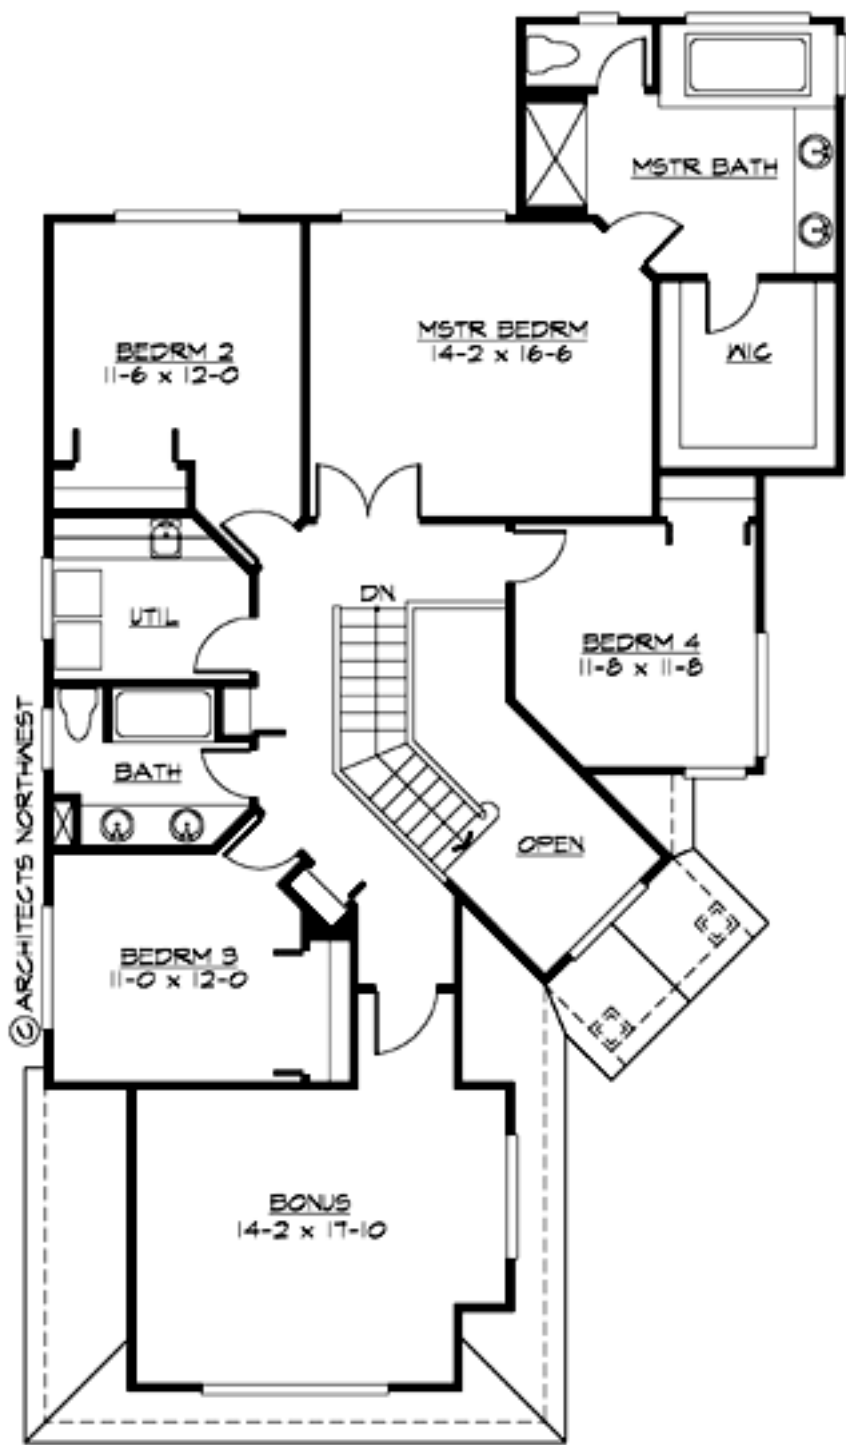 MSTR BATH
MSTR BEDRM
14-2 x 16-6
BEDRM 2
11-6 x 12-0
WIC
DN
UTIL
BEDRM 4
11-8 x 11-8
BATH
OPEN
BEDRM 3
11-0 x 12-0
©ARCHITECTS NORTHWEST
BONUS
14-2 x 17-10